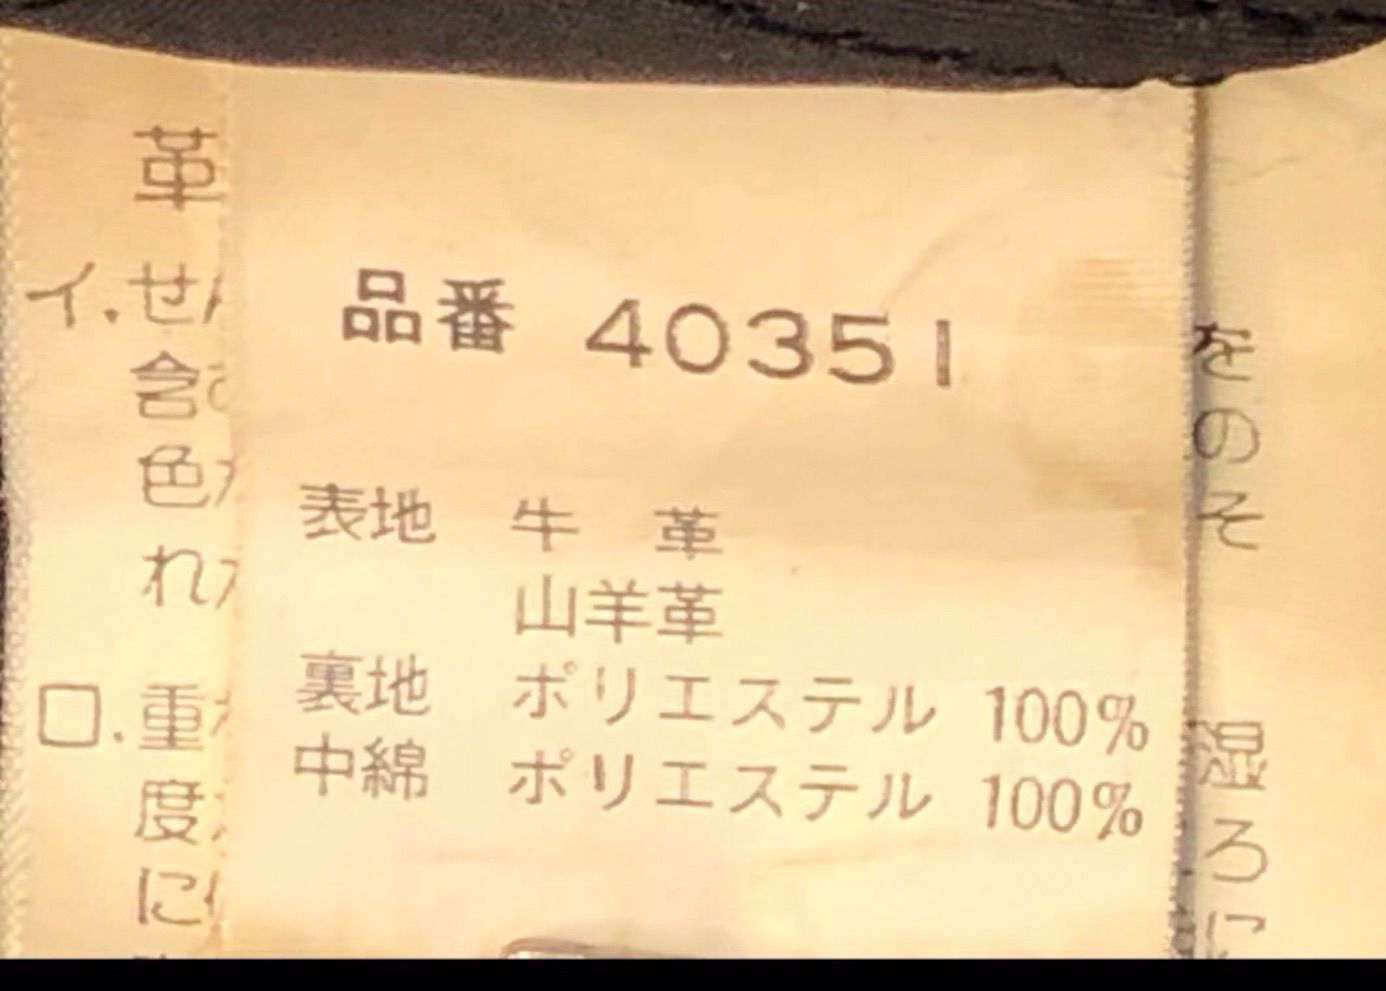 品番 40351
表地 牛 革
山羊革
裏地 ポリエステル 100%
中綿 ポリエステル 100%
革
イ. せ
含
色
れ
ロ. 重
度
に
を
の
そ
湿
ろ
に